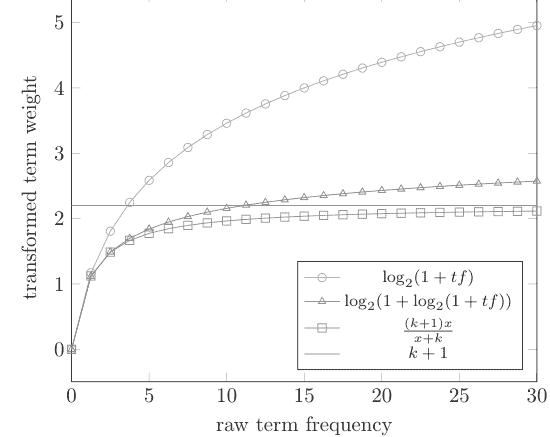 5
4
3
2
1
0
transformed term weight
log₂(1 + tf)
log₂(1 + log₂(1 + tf))
(k+1)x
x+k
k + 1
0 5 10 15 20 25 30
raw term frequency